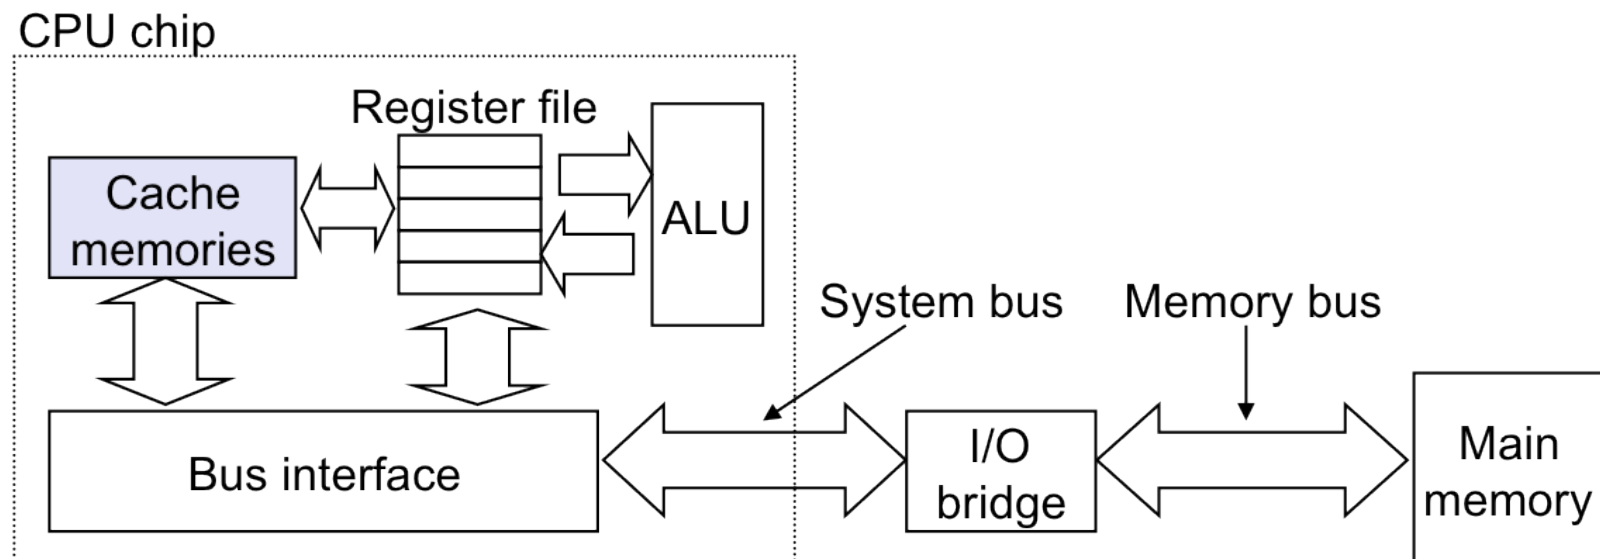 CPU chip
Register file
Cache
memories
ALU
System bus
Memory bus
Bus interface
I/O
bridge
Main
memory